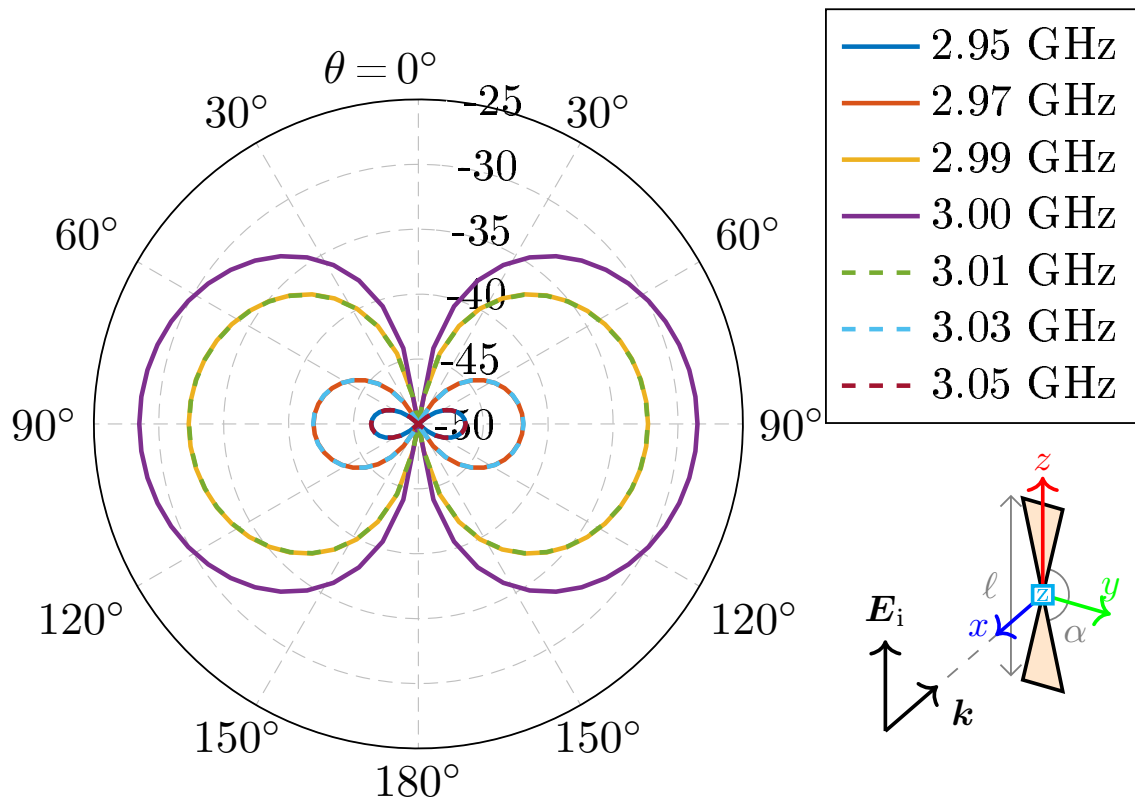 θ = 0°
30°
30°
60°
60°
90°
90°
120°
120°
150°
150°
180°
-25
-30
-35
-40
-45
-50
2.95 GHz
2.97 GHz
2.99 GHz
3.00 GHz
3.01 GHz
3.03 GHz
3.05 GHz
z
ℓ
z
y
x
α
E_i
k